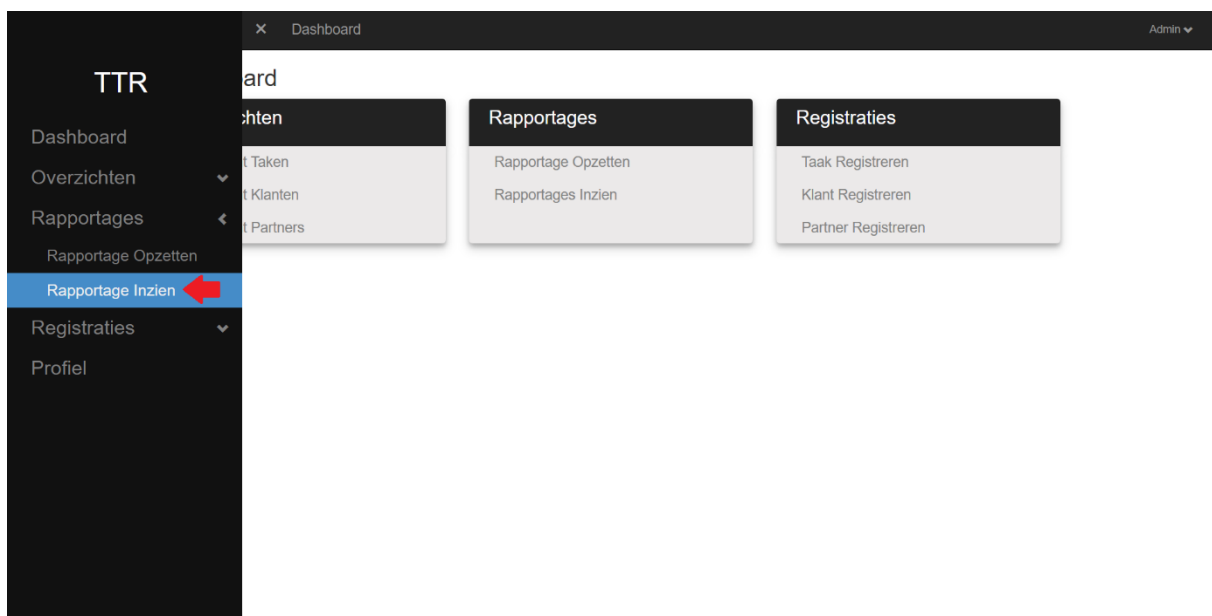 Dashboard
Admin
TTR
Dashboard
Overzichten
Rapportages
Rapportage Opzetten
Rapportage Inzien
Registraties
Profiel
ard
chten
t Taken
t Klanten
t Partners
Rapportages
Rapportage Opzetten
Rapportages Inzien
Registraties
Taak Registreren
Klant Registreren
Partner Registreren